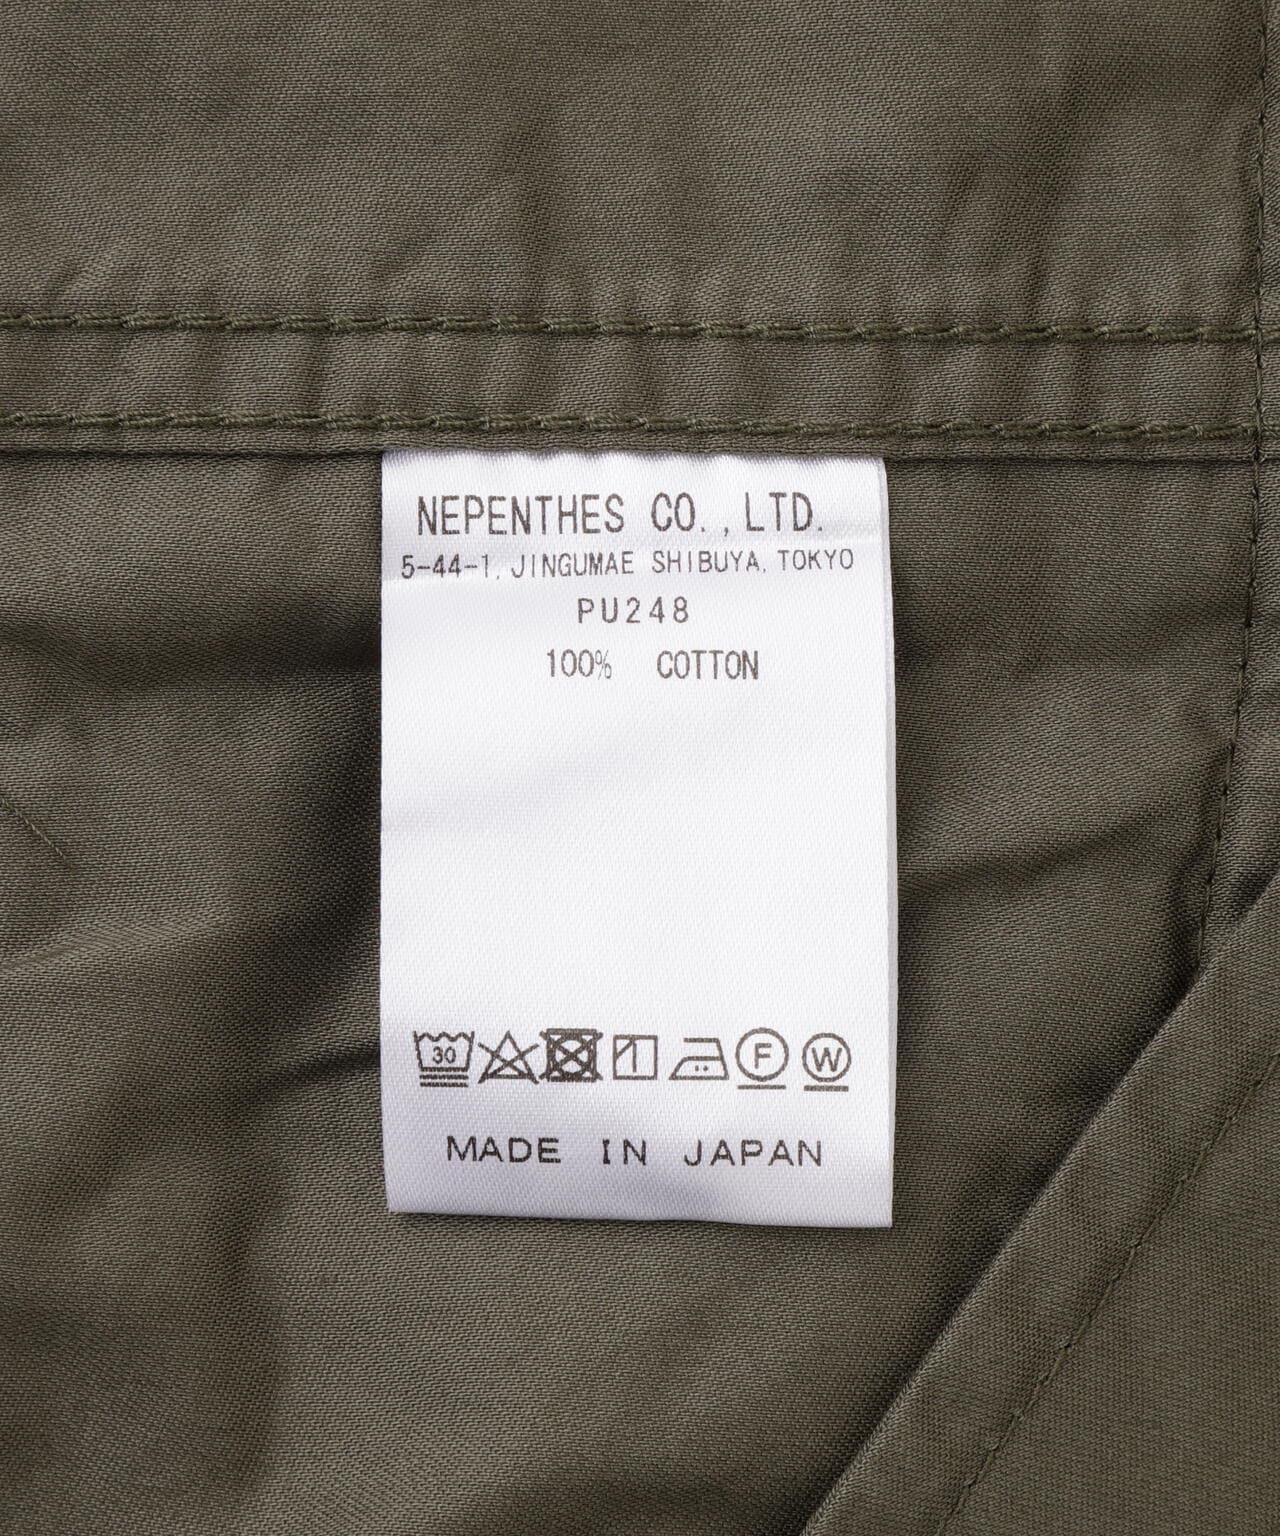 NEPENTHES CO.,LTD.
5-44-1, JINGUMAE SHIBUYA, TOKYO
PU248
100% COTTON
30 F W
MADE IN JAPAN